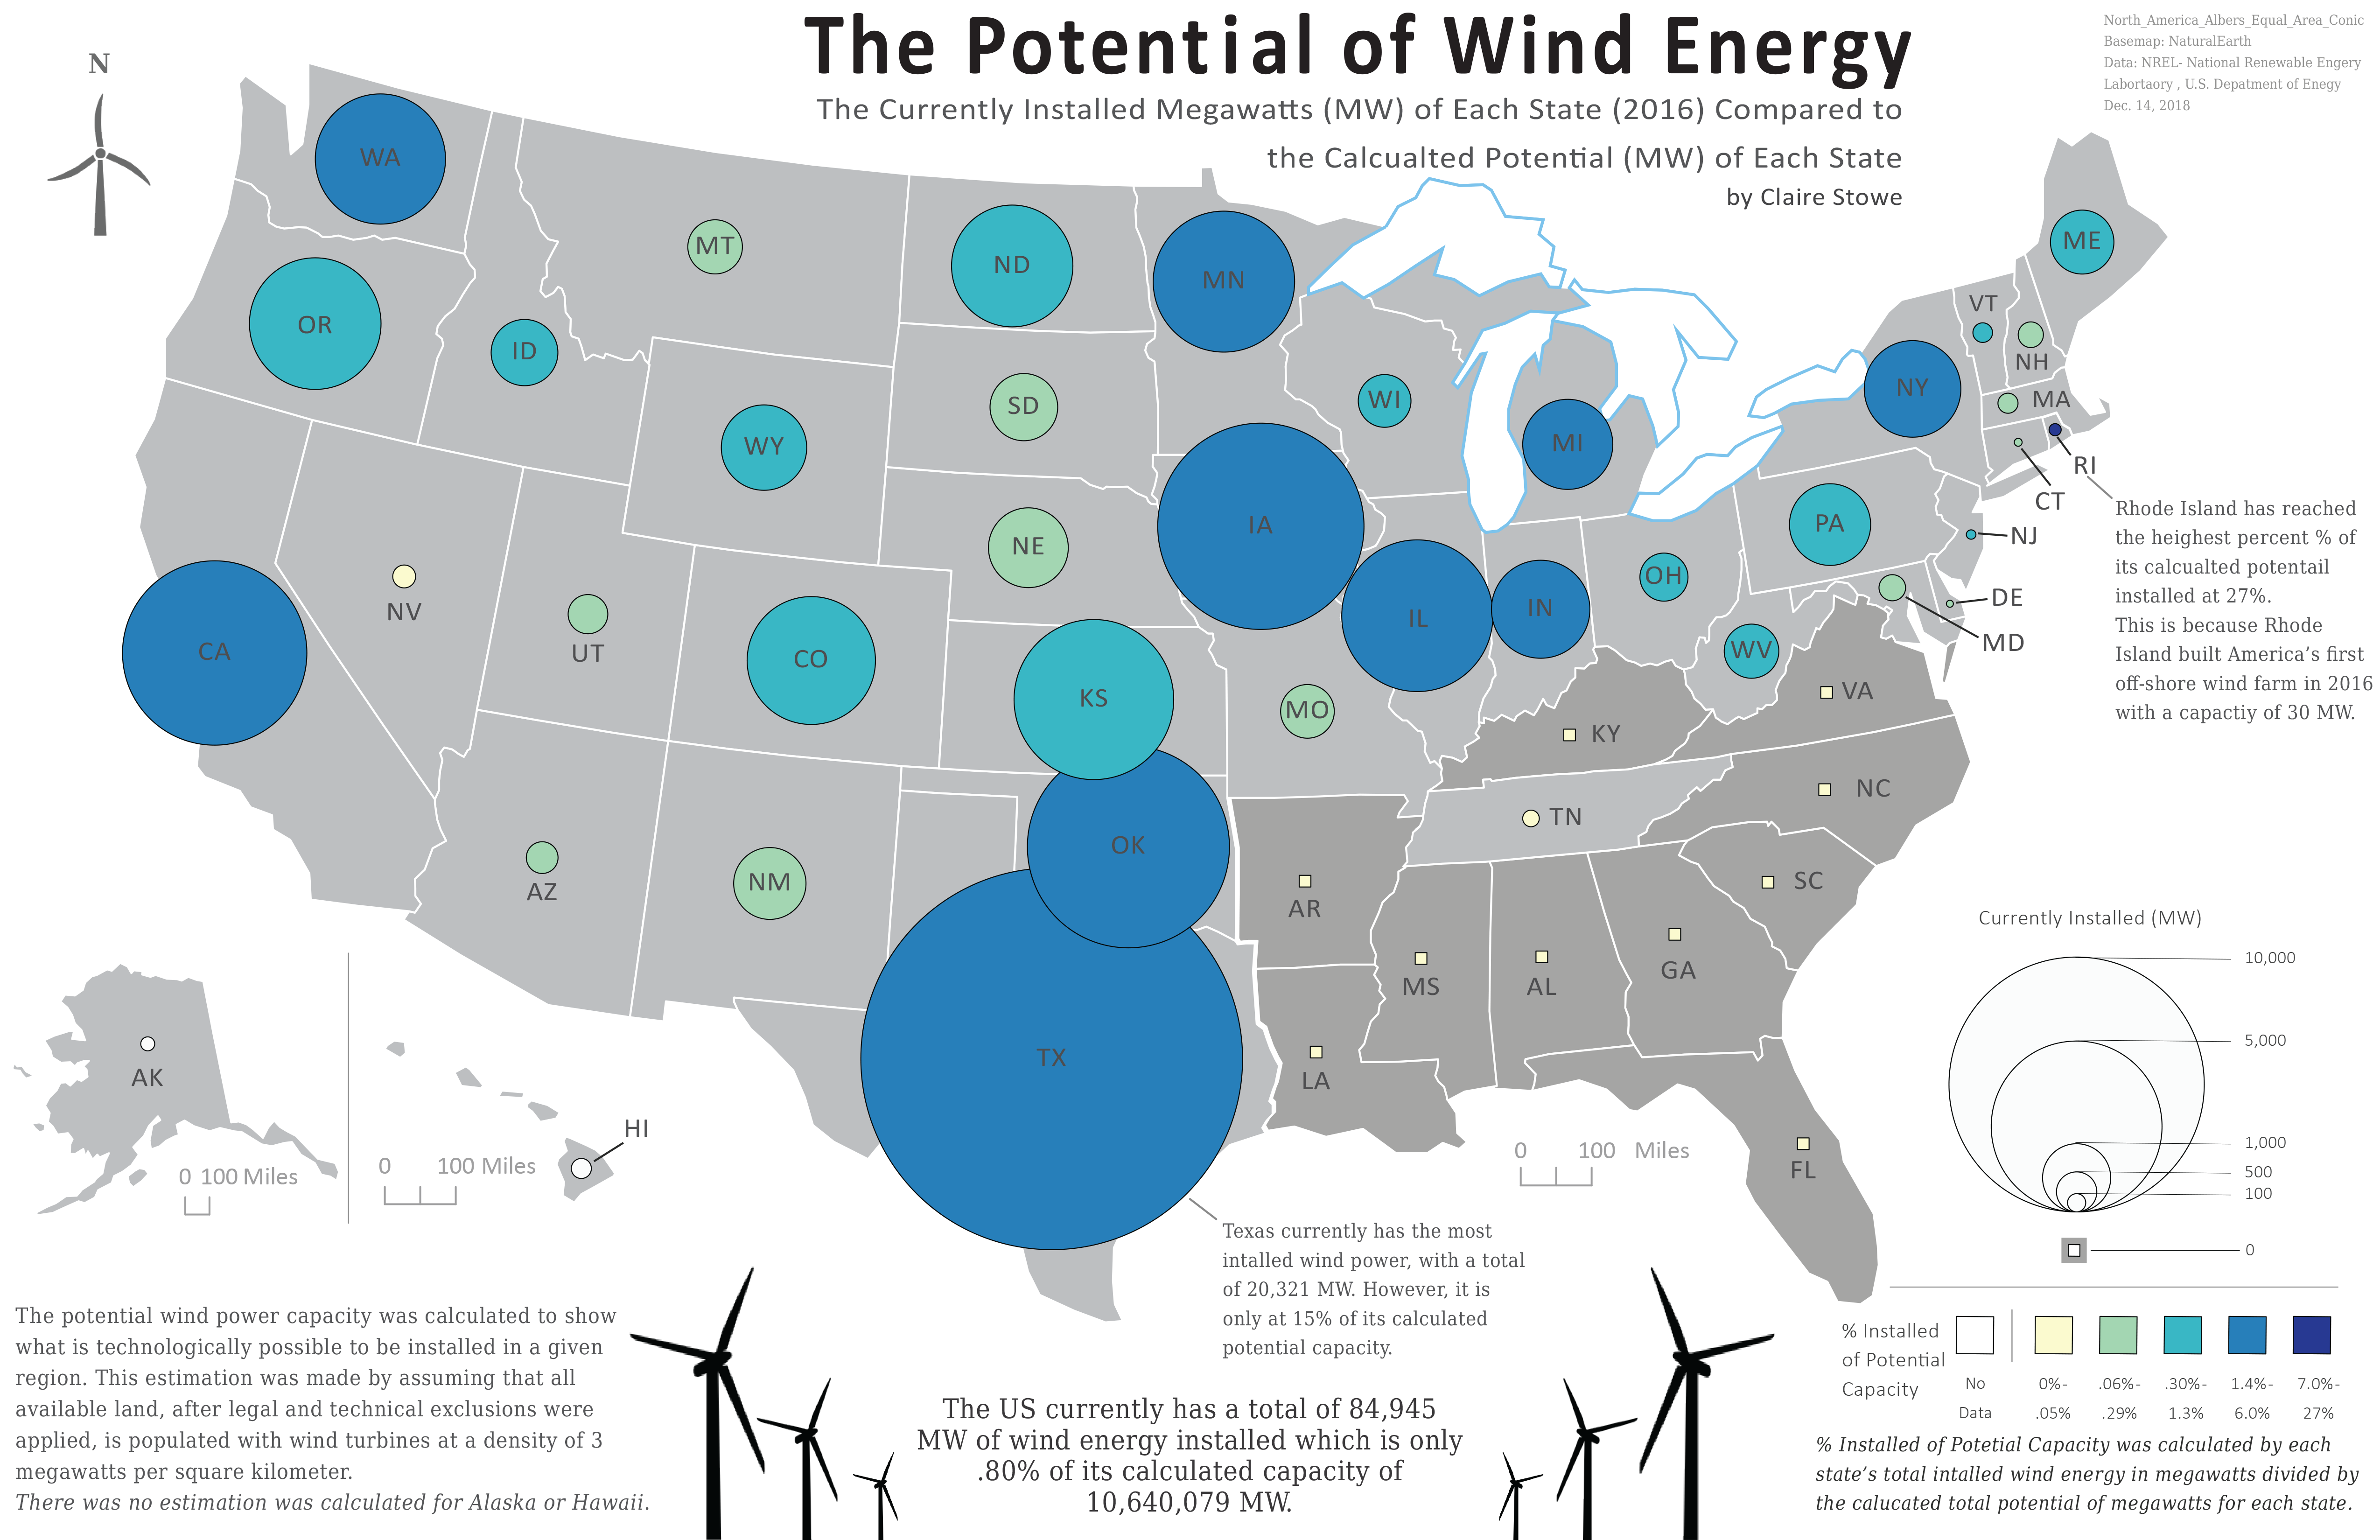 The Potential of Wind Energy
The Currently Installed Megawatts (MW) of Each State (2016) Compared to
the Calcualted Potential (MW) of Each State
by Claire Stowe
North_America_Albers_Equal_Area_Conic
Basemap: NaturalEarth
Data: NREL- National Renewable Engery
Labortaory , U.S. Depatment of Enegy
Dec. 14, 2018
N
WA
MT
ND
MN
ME
OR
ID
VT
NH
SD
WI
NY
MA
WY
MI
RI
CT
NE
IA
PA
NJ
NV
UT
IL
IN
OH
DE
MD
CA
CO
KS
MO
WV
VA
KY
NC
TN
OK
AZ
NM
AR
SC
MS
AL
GA
TX
LA
AK
HI
FL
Rhode Island has reached
the heighest percent % of
its calcualted potentail
installed at 27%.
This is because Rhode
Island built America's first
off-shore wind farm in 2016
with a capactiy of 30 MW.
0 100 Miles
0 100 Miles
0 100 Miles
Currently Installed (MW)
10,000
5,000
1,000
500
100
0
Texas currently has the most
intalled wind power, with a total
of 20,321 MW. However, it is
only at 15% of its calculated
potential capacity.
The potential wind power capacity was calculated to show
what is technologically possible to be installed in a given
region. This estimation was made by assuming that all
available land, after legal and technical exclusions were
applied, is populated with wind turbines at a density of 3
megawatts per square kilometer.
There was no estimation was calculated for Alaska or Hawaii.
The US currently has a total of 84,945
MW of wind energy installed which is only
.80% of its calculated capacity of
10,640,079 MW.
% Installed
of Potential
Capacity
No
Data
0%-
.05%
.06%-
.29%
.30%-
1.3%
1.4%-
6.0%
7.0%-
27%
% Installed of Potetial Capacity was calculated by each
state's total intalled wind energy in megawatts divided by
the calucated total potential of megawatts for each state.